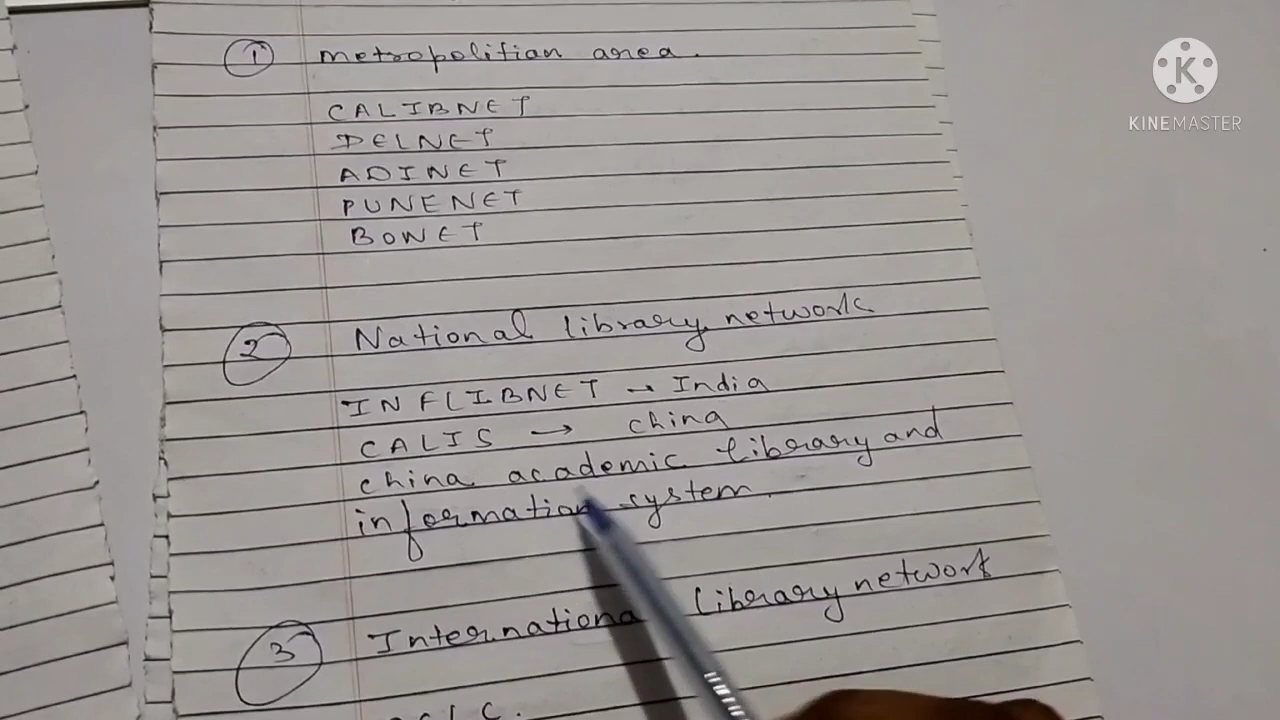 1 metropolitian area.
CALIBNET
DELNET
ADINET
PUNENET
BONET
2 National library network
INFLIBNET → India
CALIS → china
china academic library and
information system.
3 International library network
K
KINEMASTER